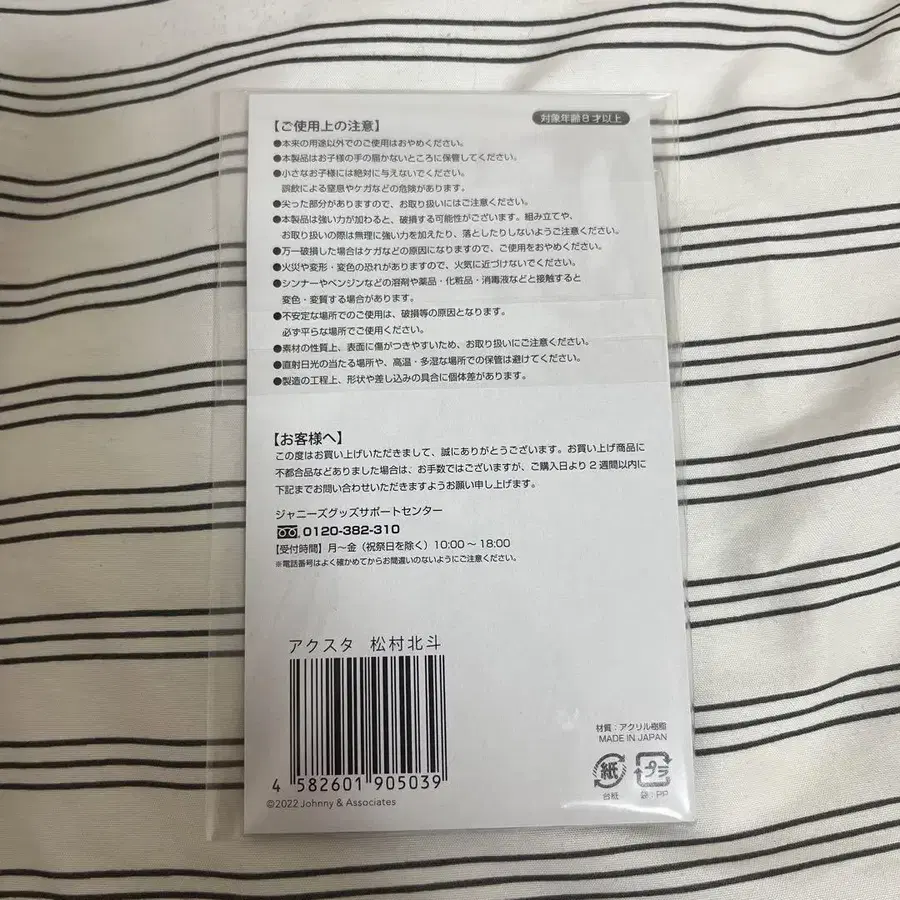 【ご使用上の注意】
対象年齢8才以上
●本来の用途以外でのご使用はおやめください。
●本製品はお子様の手の届かないところに保管してください。
●小さなお子様には絶対に与えないでください。
誤飲による窒息やケガなどの危険があります。
●尖った部分がありますので、お取り扱いにはご注意ください。
●本製品は強い力が加わると、破損する可能性がございます。組み立てや、
お取り扱いの際は無理に強い力を加えたり、落としたりしないようご注意ください。
●万一破損した場合はケガなどの原因になりますので、ご使用をおやめください。
●火災や変形・変色の恐れがありますので、火気に近づけないでください。
●シンナーやベンジンなどの溶剤や薬品・化粧品・消毒液などと接触すると
変色・変質する場合があります。
●不安定な場所でのご使用は、破損等の原因となります。
必ず平らな場所でご使用ください。
●素材の性質上、表面に傷がつきやすいため、お取り扱いにご注意ください。
●直射日光の当たる場所や、高温・多湿な場所での保管は避けてください。
●製造の工程上、形状や差し込みの具合に個体差があります。
【お客様へ】
この度はお買い上げいただきまして、誠にありがとうございます。お買い上げ商品に
不都合品などありました場合は、お手数ではございますが、ご購入日より2週間以内に
下記までお問い合わせいただきますようお願い申し上げます。
ジャニーズグッズサポートセンター
0120-382-310
【受付時間】月〜金（祝祭日を除く）10:00〜18:00
※電話番号はよく確かめてからお間違いのないようにご注意ください。
アクスタ 松村北斗
4 582601 905039
©2022 Johnny & Associates
材質：アクリル樹脂
MADE IN JAPAN
紙 プラ
台紙 袋：PP